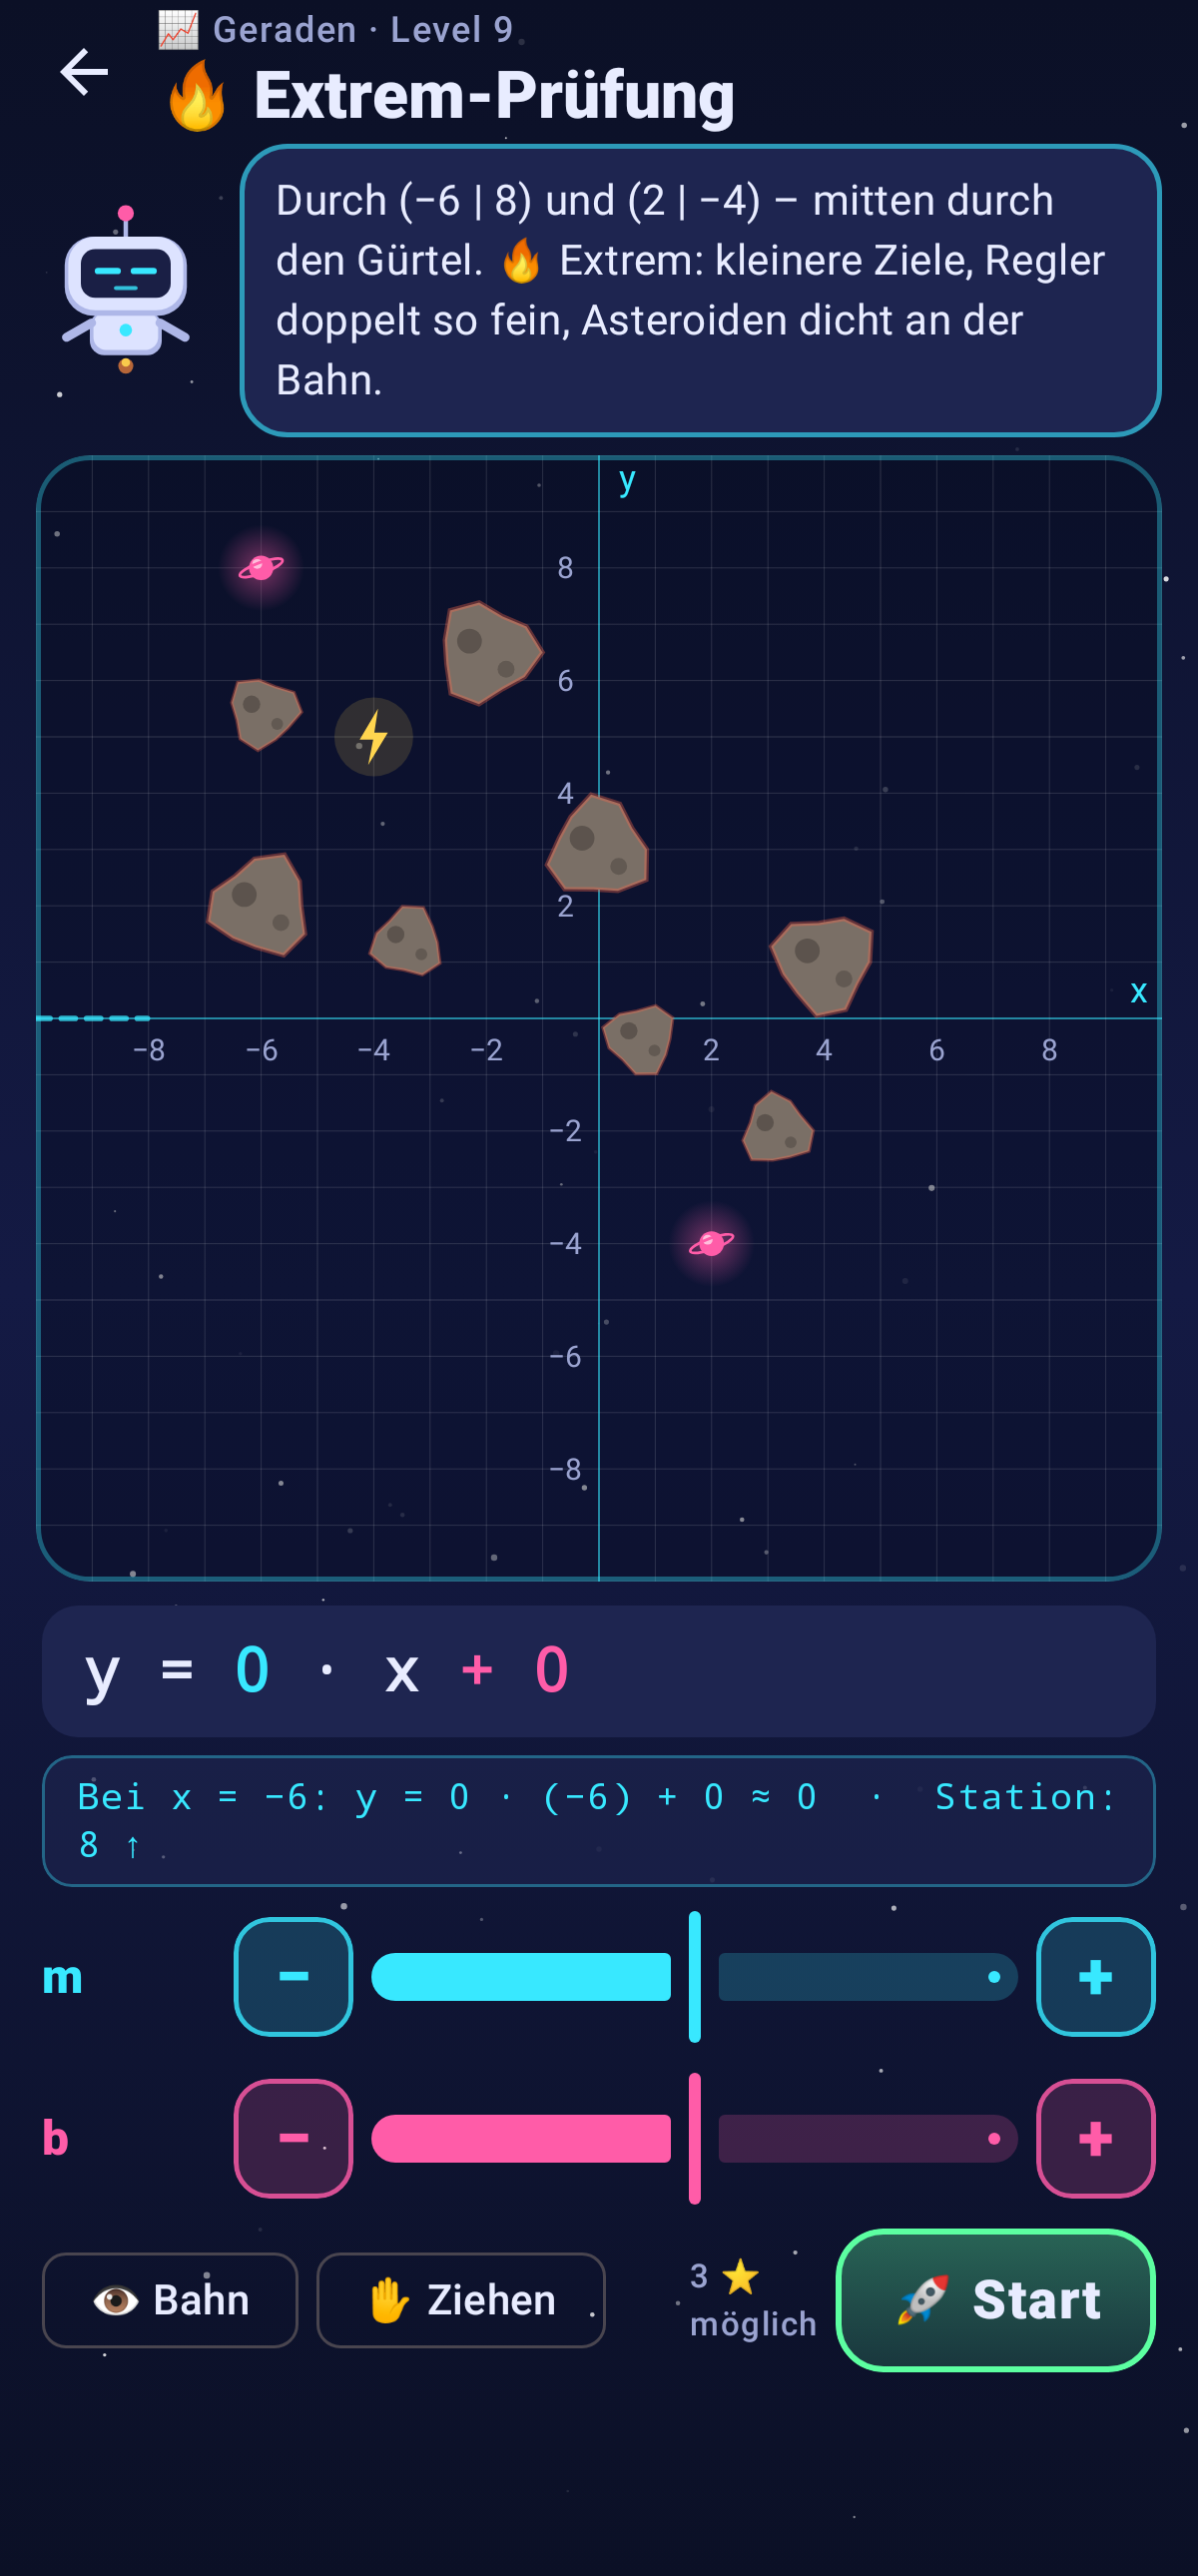 📈 Geraden · Level 9
🔥 Extrem-Prüfung
Durch (−6 | 8) und (2 | −4) – mitten durch
den Gürtel. 🔥 Extrem: kleinere Ziele, Regler
doppelt so fein, Asteroiden dicht an der
Bahn.
y
8
6
4
2
x
−8 −6 −4 −2 2 4 6 8
−2
−4
−6
−8
y = 0 · x + 0
Bei x = −6: y = 0 · (−6) + 0 ≈ 0 · Station:
8 ↑
m − +
b − +
👁️ Bahn ✋ Ziehen 3 ⭐ möglich 🚀 Start